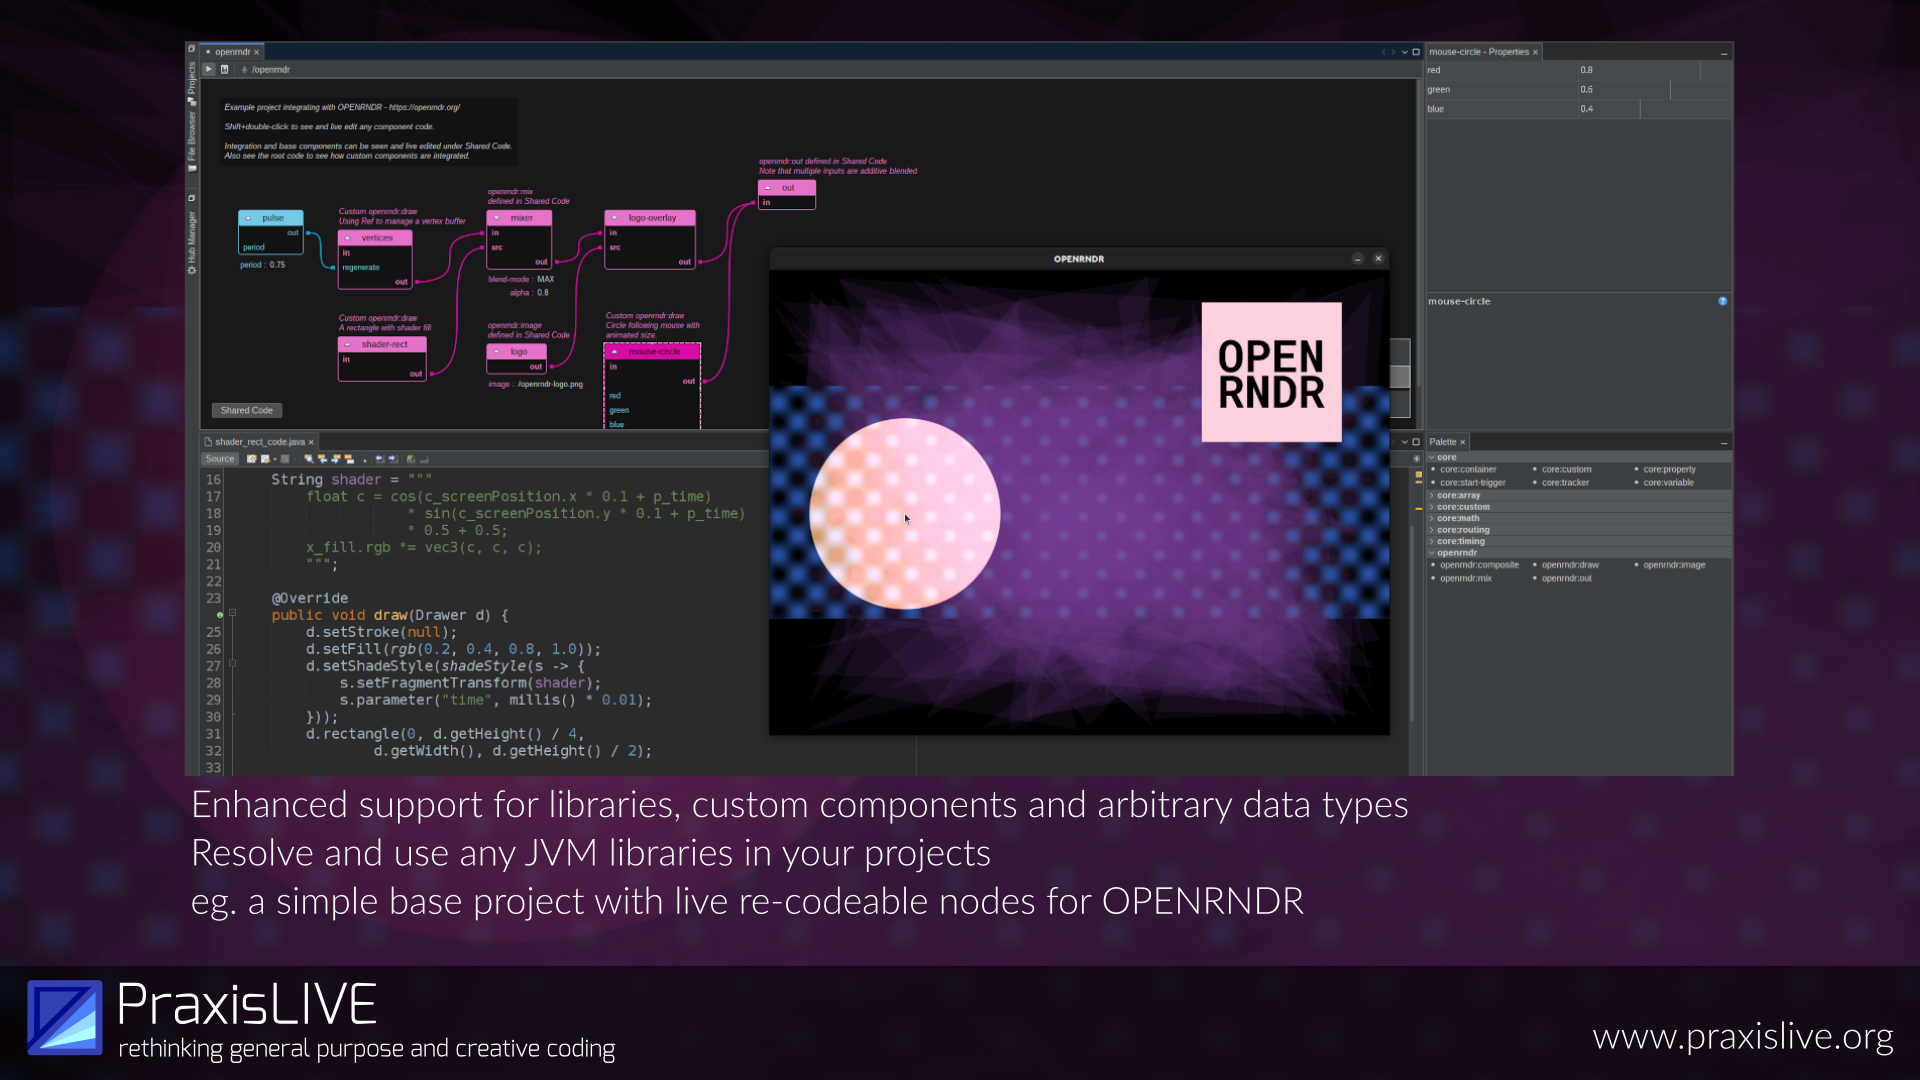 openrndr
/openrndr
Projects
File Browser
Hub Manager
Example project integrating with OPENRNDR - https://openrndr.org/
Shift+double-click to see and live edit any component code.
Integration and base components can be seen and live edited under Shared Code.
Also see the root code to see how custom components are integrated.
pulse
out
period
period : 0.75
Custom openrndr:draw
Using Ref to manage a vertex buffer
vertices
in
regenerate
out
Custom openrndr:draw
A rectangle with shader fill
shader-rect
in
out
openrndr:mix
defined in Shared Code
mixer
in
src
out
blend-mode : MAX
alpha : 0.8
openrndr:image
defined in Shared Code
logo
out
image : /openrndr-logo.png
logo-overlay
in
src
out
Custom openrndr:draw
Circle following mouse with
animated size.
mouse-circle
in
out
red
green
blue
openrndr:out defined in Shared Code
Note that multiple inputs are additive blended
out
in
Shared Code
mouse-circle - Properties
red 0.8
green 0.6
blue 0.4
mouse-circle
OPENRNDR
OPEN
RNDR
shader_rect_code.java
Source
16 String shader = """
17 float c = cos(c_screenPosition.x * 0.1 + p_time)
18 * sin(c_screenPosition.y * 0.1 + p_time)
19 * 0.5 + 0.5;
20 x_fill.rgb *= vec3(c, c, c);
21 """;
22
23 @Override
public void draw(Drawer d) {
25 d.setStroke(null);
26 d.setFill(rgb(0.2, 0.4, 0.8, 1.0));
27 d.setShadeStyle(shadeStyle(s -> {
28 s.setFragmentTransform(shader);
29 s.parameter("time", millis() * 0.01);
30 }));
31 d.rectangle(0, d.getHeight() / 4,
32 d.getWidth(), d.getHeight() / 2);
33
Palette
core
core:container core:custom core:property
core:start-trigger core:tracker core:variable
core:array
core:custom
core:math
core:routing
core:timing
openrndr
openrndr:composite openrndr:draw openrndr:image
openrndr:mix openrndr:out
Enhanced support for libraries, custom components and arbitrary data types
Resolve and use any JVM libraries in your projects
eg. a simple base project with live re-codeable nodes for OPENRNDR
PraxisLIVE
rethinking general purpose and creative coding
www.praxislive.org